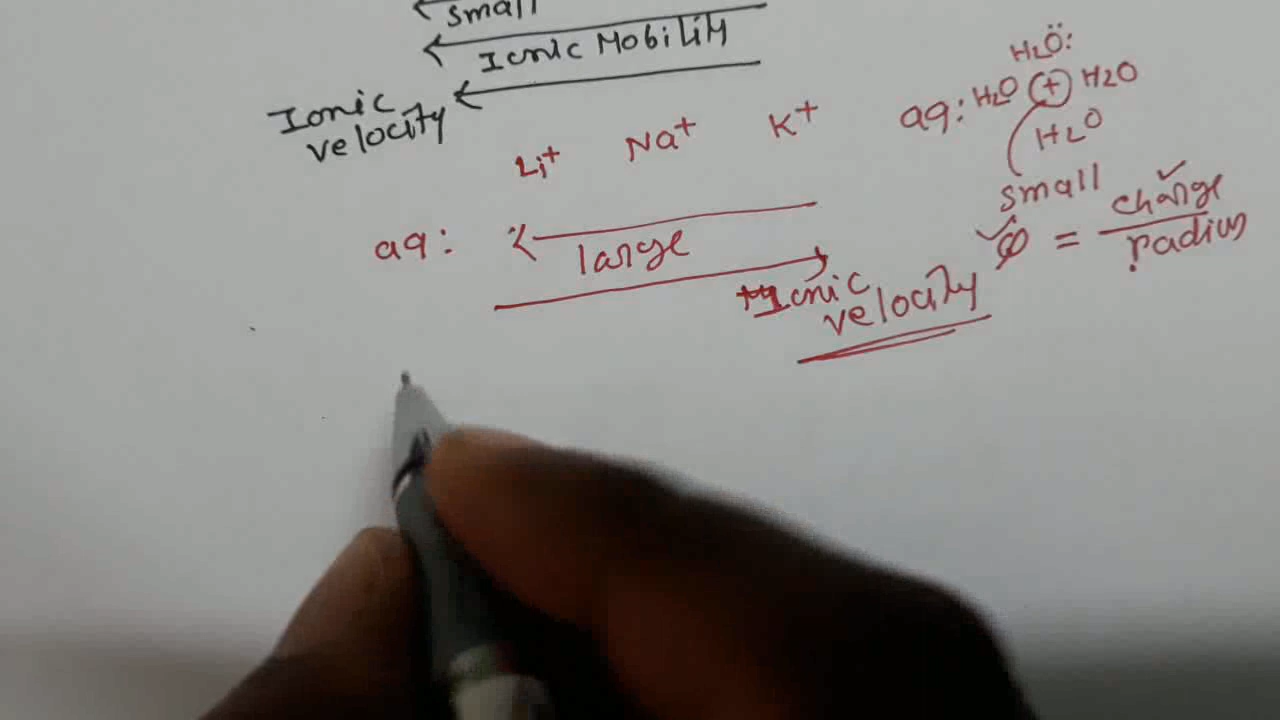 small
Ionic Mobility
Ionic
velocity
Li+ Na+ K+
aq:
large
Ionic
velocity
H2O:
aq: H2O + H2O
H2O
small
φ = charge
radius